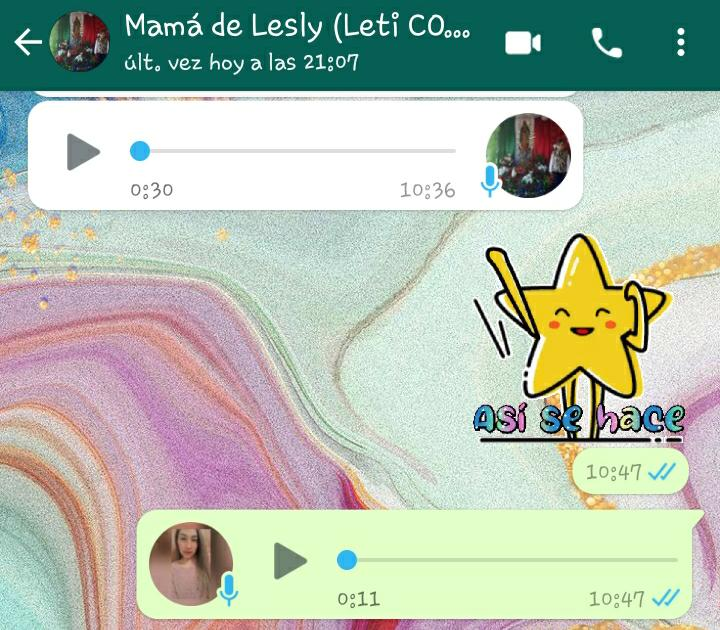 Mamá de Lesly (Leti CO...
últ. vez hoy a las 21:07
0:30 10:36
Así se hace
10:47
0:11 10:47